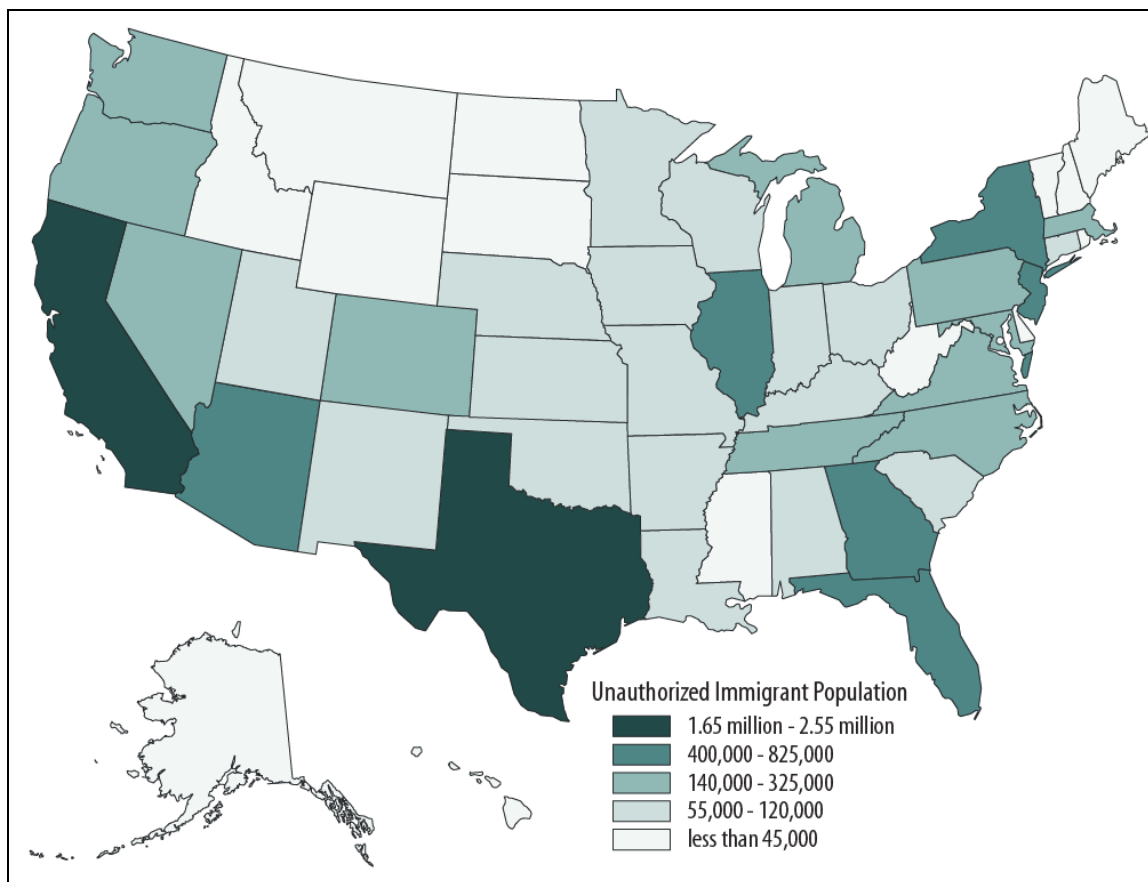 Unauthorized Immigrant Population
1.65 million - 2.55 million
400,000 - 825,000
140,000 - 325,000
55,000 - 120,000
less than 45,000